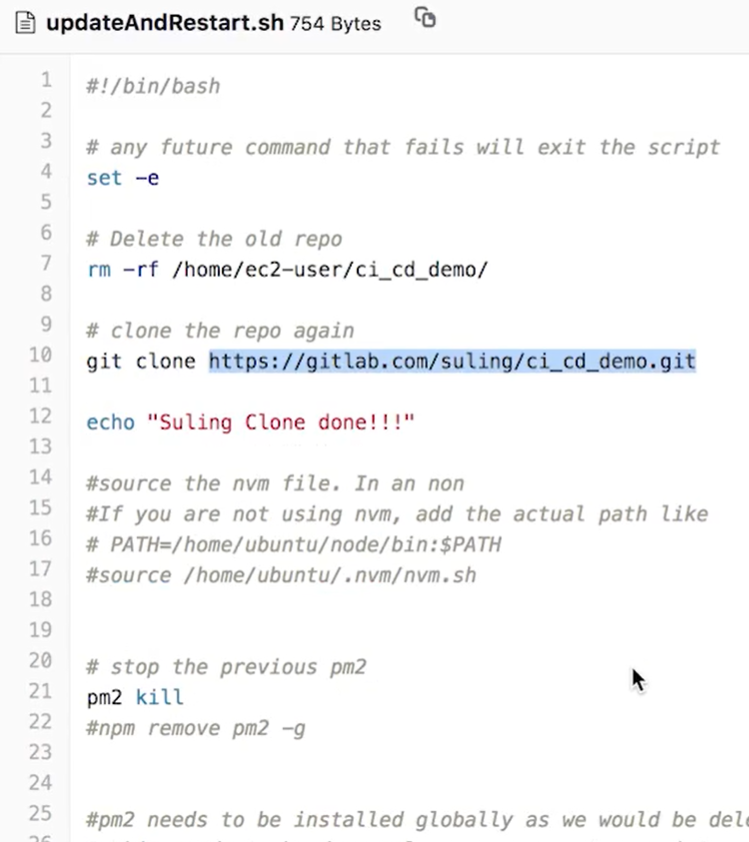 updateAndRestart.sh 754 Bytes
1 #!/bin/bash
2
3 # any future command that fails will exit the script
4 set -e
5
6 # Delete the old repo
7 rm -rf /home/ec2-user/ci_cd_demo/
8
9 # clone the repo again
10 git clone https://gitlab.com/suling/ci_cd_demo.git
11
12 echo "Suling Clone done!!!"
13
14 #source the nvm file. In an non
15 #If you are not using nvm, add the actual path like
16 # PATH=/home/ubuntu/node/bin:$PATH
17 #source /home/ubuntu/.nvm/nvm.sh
18
19
20 # stop the previous pm2
21 pm2 kill
22 #npm remove pm2 -g
23
24
25 #pm2 needs to be installed globally as we would be dele